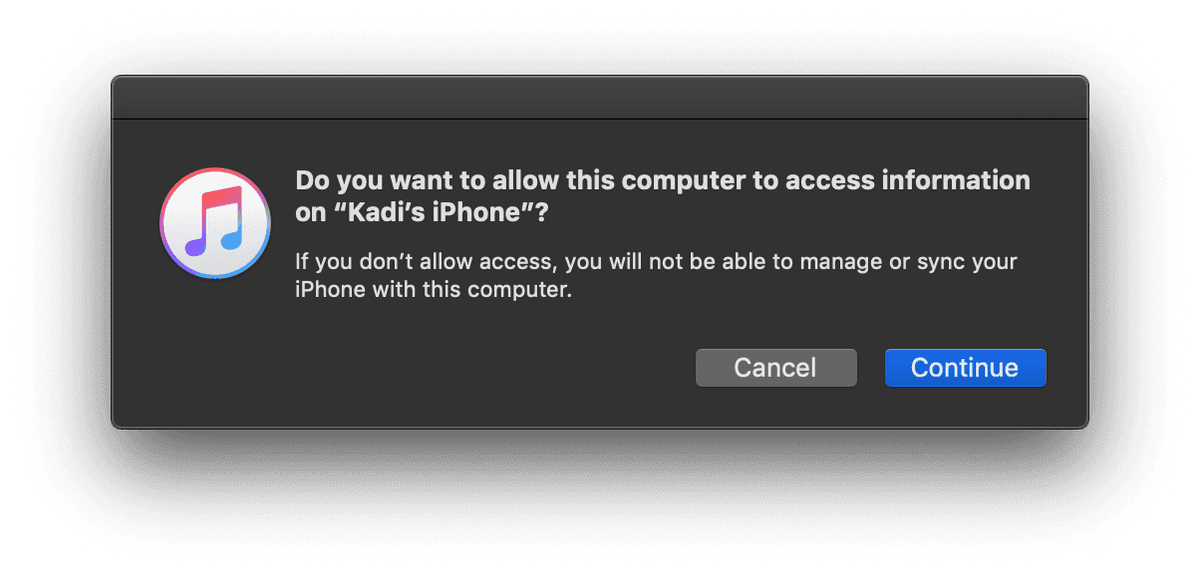 Do you want to allow this computer to access information
on “Kadi’s iPhone”?
If you don’t allow access, you will not be able to manage or sync your
iPhone with this computer.
Cancel
Continue